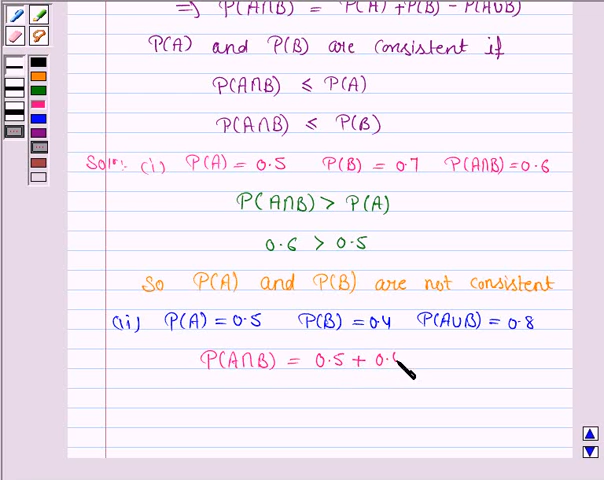 ⇒ P(A∩B) = P(A) + P(B) - P(A∪B)
P(A) and P(B) are consistent if
P(A∩B) ≤ P(A)
P(A∩B) ≤ P(B)
Soln: (i) P(A) = 0.5 P(B) = 0.7 P(A∩B) = 0.6
P(A∩B) > P(A)
0.6 > 0.5
So P(A) and P(B) are not consistent
(ii) P(A) = 0.5 P(B) = 0.4 P(A∪B) = 0.8
P(A∩B) = 0.5 + 0.